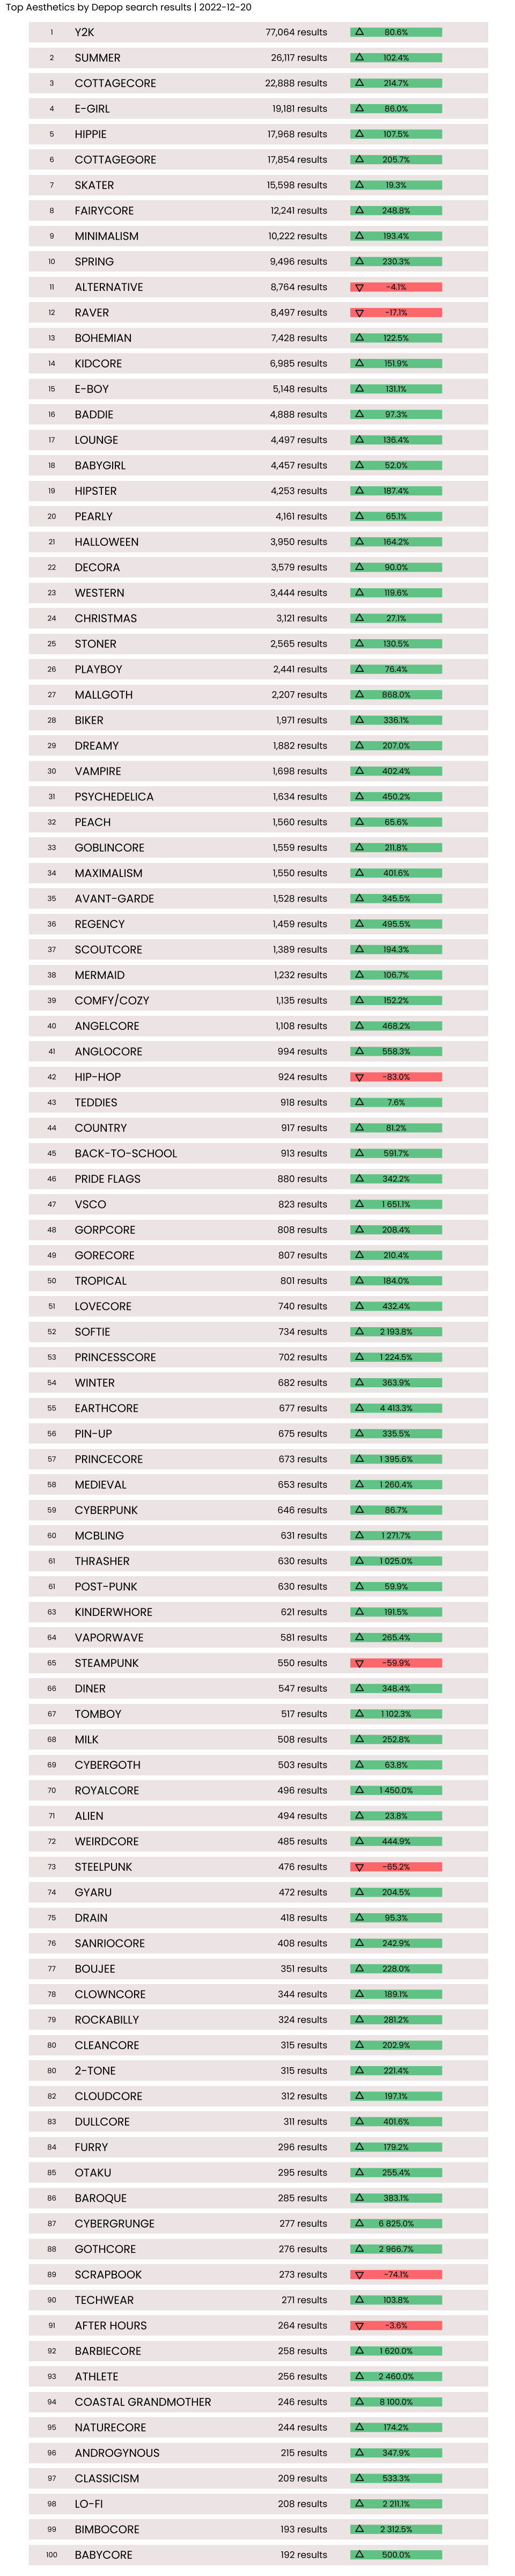 Top Aesthetics by Depop search results | 2022-12-20
1 Y2K 77,064 results △ 80.6%
2 SUMMER 26,117 results △ 102.4%
3 COTTAGECORE 22,888 results △ 214.7%
4 E-GIRL 19,181 results △ 86.0%
5 HIPPIE 17,968 results △ 107.5%
6 COTTAGEGORE 17,854 results △ 205.7%
7 SKATER 15,598 results △ 19.3%
8 FAIRYCORE 12,241 results △ 248.8%
9 MINIMALISM 10,222 results △ 193.4%
10 SPRING 9,496 results △ 230.3%
11 ALTERNATIVE 8,764 results ▽ -4.1%
12 RAVER 8,497 results ▽ -17.1%
13 BOHEMIAN 7,428 results △ 122.5%
14 KIDCORE 6,985 results △ 151.9%
15 E-BOY 5,148 results △ 131.1%
16 BADDIE 4,888 results △ 97.3%
17 LOUNGE 4,497 results △ 136.4%
18 BABYGIRL 4,457 results △ 52.0%
19 HIPSTER 4,253 results △ 187.4%
20 PEARLY 4,161 results △ 65.1%
21 HALLOWEEN 3,950 results △ 164.2%
22 DECORA 3,579 results △ 90.0%
23 WESTERN 3,444 results △ 119.6%
24 CHRISTMAS 3,121 results △ 27.1%
25 STONER 2,565 results △ 130.5%
26 PLAYBOY 2,441 results △ 76.4%
27 MALLGOTH 2,207 results △ 868.0%
28 BIKER 1,971 results △ 336.1%
29 DREAMY 1,882 results △ 207.0%
30 VAMPIRE 1,698 results △ 402.4%
31 PSYCHEDELICA 1,634 results △ 450.2%
32 PEACH 1,560 results △ 65.6%
33 GOBLINCORE 1,559 results △ 211.8%
34 MAXIMALISM 1,550 results △ 401.6%
35 AVANT-GARDE 1,528 results △ 345.5%
36 REGENCY 1,459 results △ 495.5%
37 SCOUTCORE 1,389 results △ 194.3%
38 MERMAID 1,232 results △ 106.7%
39 COMFY/COZY 1,135 results △ 152.2%
40 ANGELCORE 1,108 results △ 468.2%
41 ANGLOCORE 994 results △ 558.3%
42 HIP-HOP 924 results ▽ -83.0%
43 TEDDIES 918 results △ 7.6%
44 COUNTRY 917 results △ 81.2%
45 BACK-TO-SCHOOL 913 results △ 591.7%
46 PRIDE FLAGS 880 results △ 342.2%
47 VSCO 823 results △ 1 651.1%
48 GORPCORE 808 results △ 208.4%
49 GORECORE 807 results △ 210.4%
50 TROPICAL 801 results △ 184.0%
51 LOVECORE 740 results △ 432.4%
52 SOFTIE 734 results △ 2 193.8%
53 PRINCESSCORE 702 results △ 1 224.5%
54 WINTER 682 results △ 363.9%
55 EARTHCORE 677 results △ 4 413.3%
56 PIN-UP 675 results △ 335.5%
57 PRINCECORE 673 results △ 1 395.6%
58 MEDIEVAL 653 results △ 1 260.4%
59 CYBERPUNK 646 results △ 86.7%
60 MCBLING 631 results △ 1 271.7%
61 THRASHER 630 results △ 1 025.0%
61 POST-PUNK 630 results △ 59.9%
63 KINDERWHORE 621 results △ 191.5%
64 VAPORWAVE 581 results △ 265.4%
65 STEAMPUNK 550 results ▽ -59.9%
66 DINER 547 results △ 348.4%
67 TOMBOY 517 results △ 1 102.3%
68 MILK 508 results △ 252.8%
69 CYBERGOTH 503 results △ 63.8%
70 ROYALCORE 496 results △ 1 450.0%
71 ALIEN 494 results △ 23.8%
72 WEIRDCORE 485 results △ 444.9%
73 STEELPUNK 476 results ▽ -65.2%
74 GYARU 472 results △ 204.5%
75 DRAIN 418 results △ 95.3%
76 SANRIOCORE 408 results △ 242.9%
77 BOUJEE 351 results △ 228.0%
78 CLOWNCORE 344 results △ 189.1%
79 ROCKABILLY 324 results △ 281.2%
80 CLEANCORE 315 results △ 202.9%
80 2-TONE 315 results △ 221.4%
82 CLOUDCORE 312 results △ 197.1%
83 DULLCORE 311 results △ 401.6%
84 FURRY 296 results △ 179.2%
85 OTAKU 295 results △ 255.4%
86 BAROQUE 285 results △ 383.1%
87 CYBERGRUNGE 277 results △ 6 825.0%
88 GOTHCORE 276 results △ 2 966.7%
89 SCRAPBOOK 273 results ▽ -74.1%
90 TECHWEAR 271 results △ 103.8%
91 AFTER HOURS 264 results ▽ -3.6%
92 BARBIECORE 258 results △ 1 620.0%
93 ATHLETE 256 results △ 2 460.0%
94 COASTAL GRANDMOTHER 246 results △ 8 100.0%
95 NATURECORE 244 results △ 174.2%
96 ANDROGYNOUS 215 results △ 347.9%
97 CLASSICISM 209 results △ 533.3%
98 LO-FI 208 results △ 2 211.1%
99 BIMBOCORE 193 results △ 2 312.5%
100 BABYCORE 192 results △ 500.0%